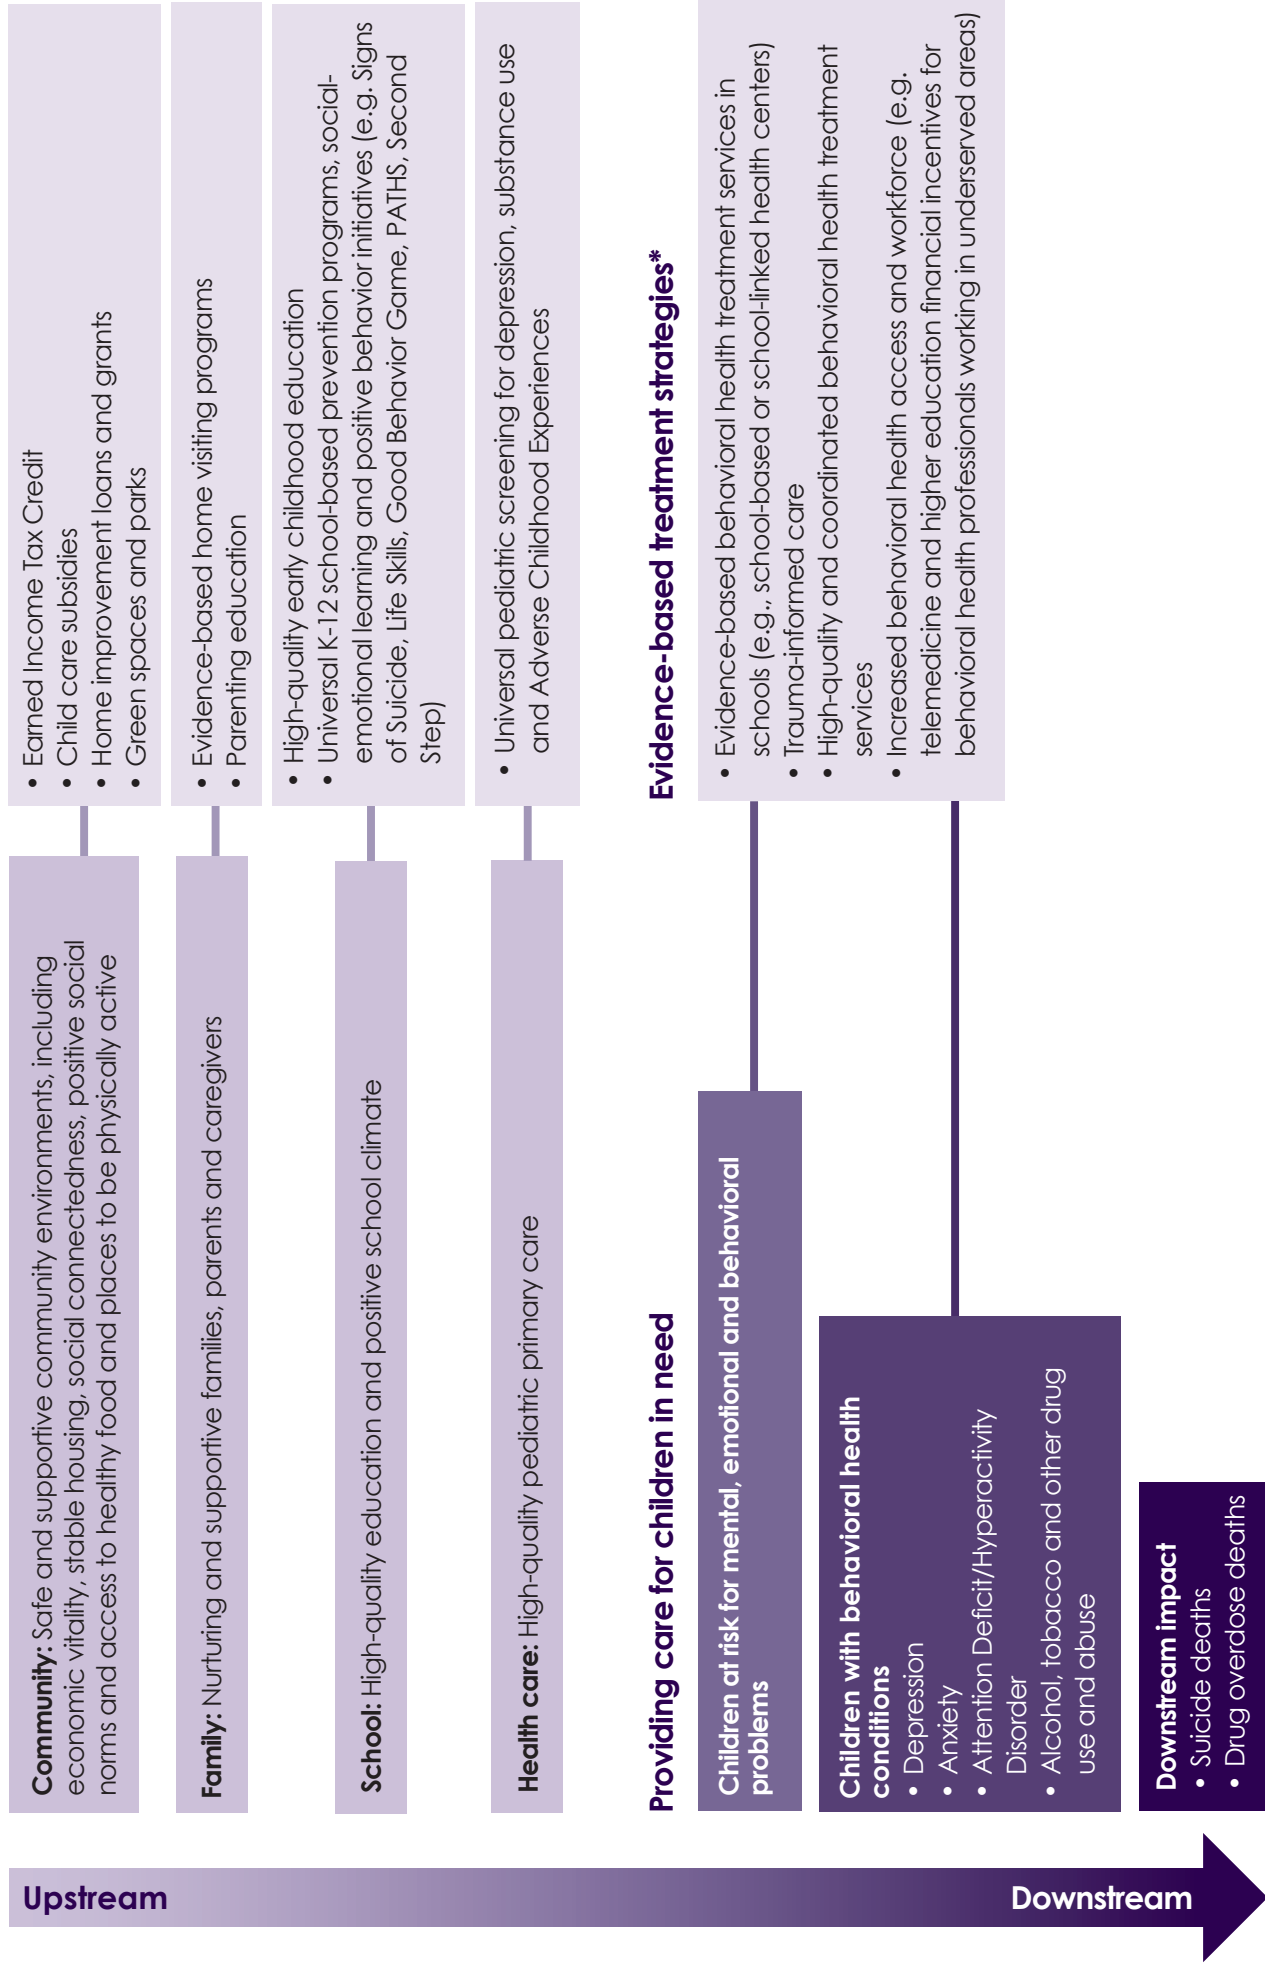 Community: Safe and supportive community environments, including
economic vitality, stable housing, social connectedness, positive social
norms and access to healthy food and places to be physically active
• Earned Income Tax Credit
• Child care subsidies
• Home improvement loans and grants
• Green spaces and parks
Family: Nurturing and supportive families, parents and caregivers
• Evidence-based home visiting programs
• Parenting education
School: High-quality education and positive school climate
• High-quality early childhood education
• Universal K-12 school-based prevention programs, social-
emotional learning and positive behavior initiatives (e.g. Signs
of Suicide, Life Skills, Good Behavior Game, PATHS, Second
Step)
Health care: High-quality pediatric primary care
• Universal pediatric screening for depression, substance use
and Adverse Childhood Experiences
Providing care for children in need
Evidence-based treatment strategies*
Children at risk for mental, emotional and behavioral
problems
Children with behavioral health
conditions
• Depression
• Anxiety
• Attention Deficit/Hyperactivity
Disorder
• Alcohol, tobacco and other drug
use and abuse
• Evidence-based behavioral health treatment services in
schools (e.g., school-based or school-linked health centers)
• Trauma-informed care
• High-quality and coordinated behavioral health treatment
services
• Increased behavioral health access and workforce (e.g.
telemedicine and higher education financial incentives for
behavioral health professionals working in underserved areas)
Downstream impact
• Suicide deaths
• Drug overdose deaths
Upstream
Downstream